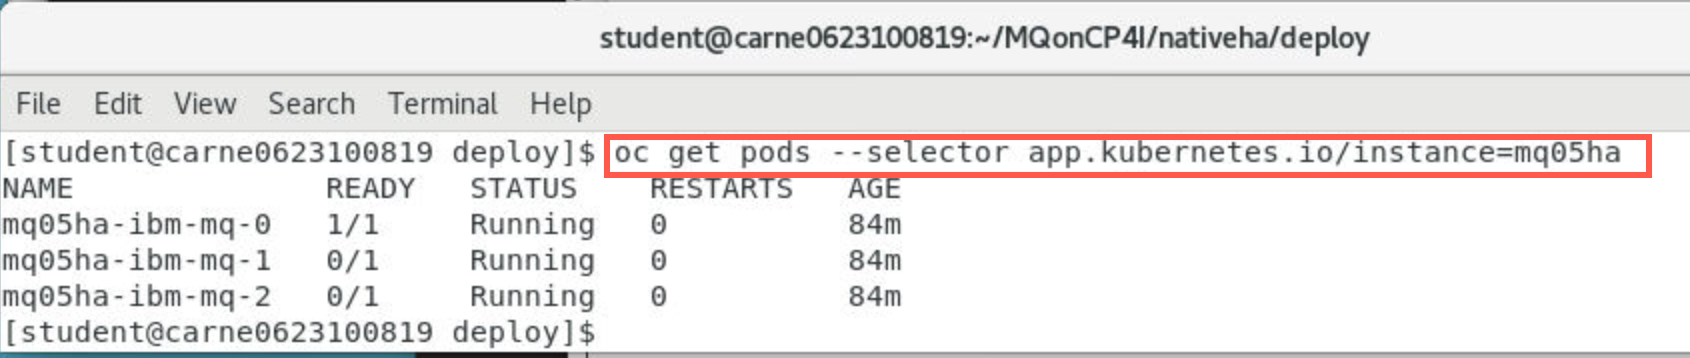 student@carne0623100819:~/MQonCP4I/nativeha/deploy
File Edit View Search Terminal Help
[student@carne0623100819 deploy]$ oc get pods --selector app.kubernetes.io/instance=mq05ha
NAME READY STATUS RESTARTS AGE
mq05ha-ibm-mq-0 1/1 Running 0 84m
mq05ha-ibm-mq-1 0/1 Running 0 84m
mq05ha-ibm-mq-2 0/1 Running 0 84m
[student@carne0623100819 deploy]$